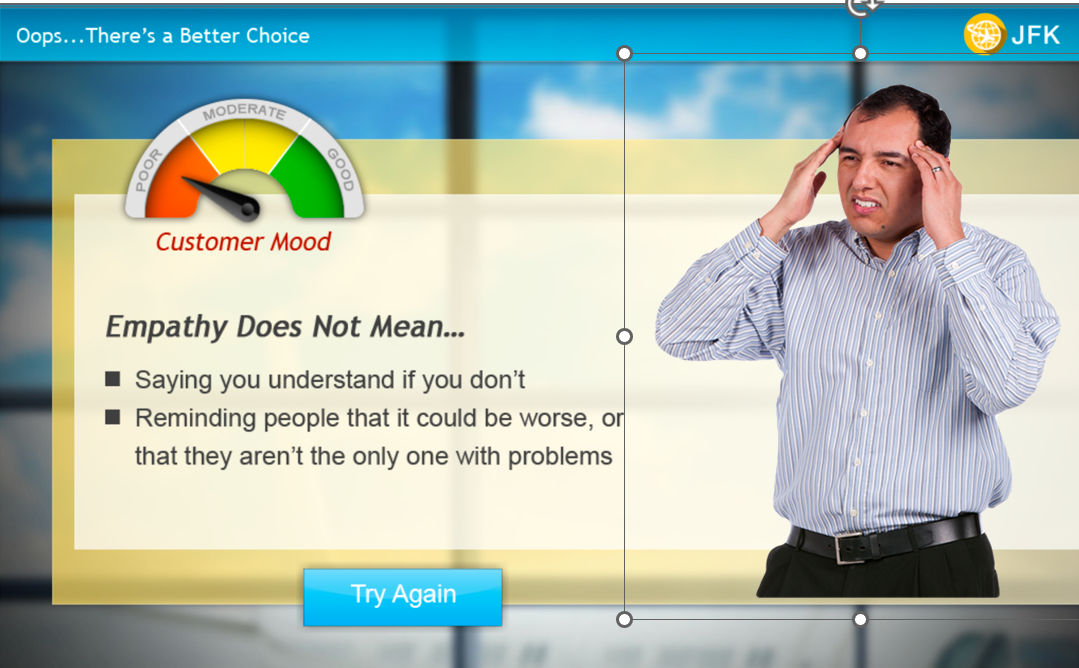 Oops...There's a Better Choice
JFK
POOR
MODERATE
GOOD
Customer Mood
Empathy Does Not Mean...
Saying you understand if you don't
Reminding people that it could be worse, or
that they aren't the only one with problems
Try Again